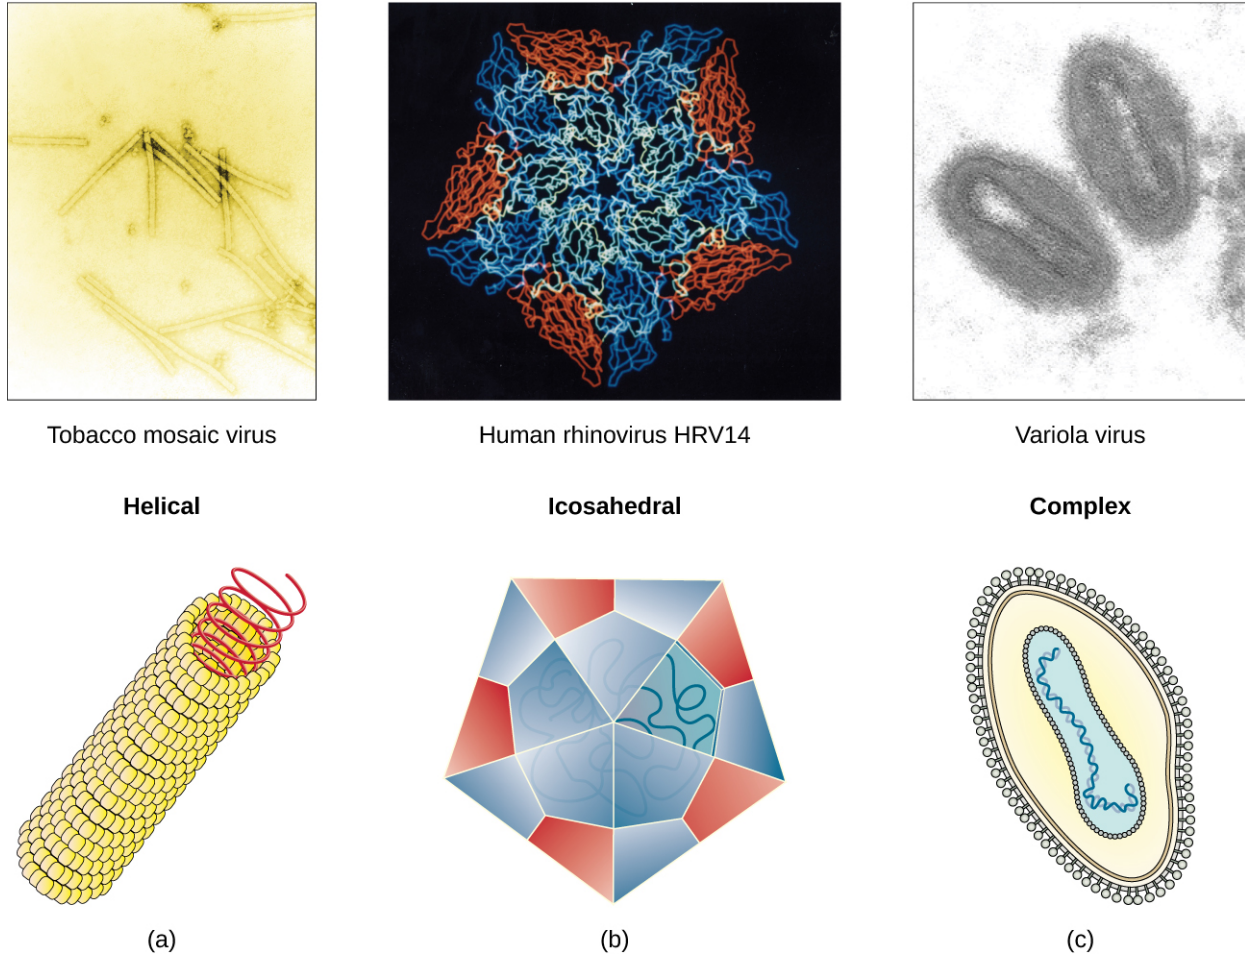 Tobacco mosaic virus
Human rhinovirus HRV14
Variola virus
Helical
Icosahedral
Complex
(a)
(b)
(c)